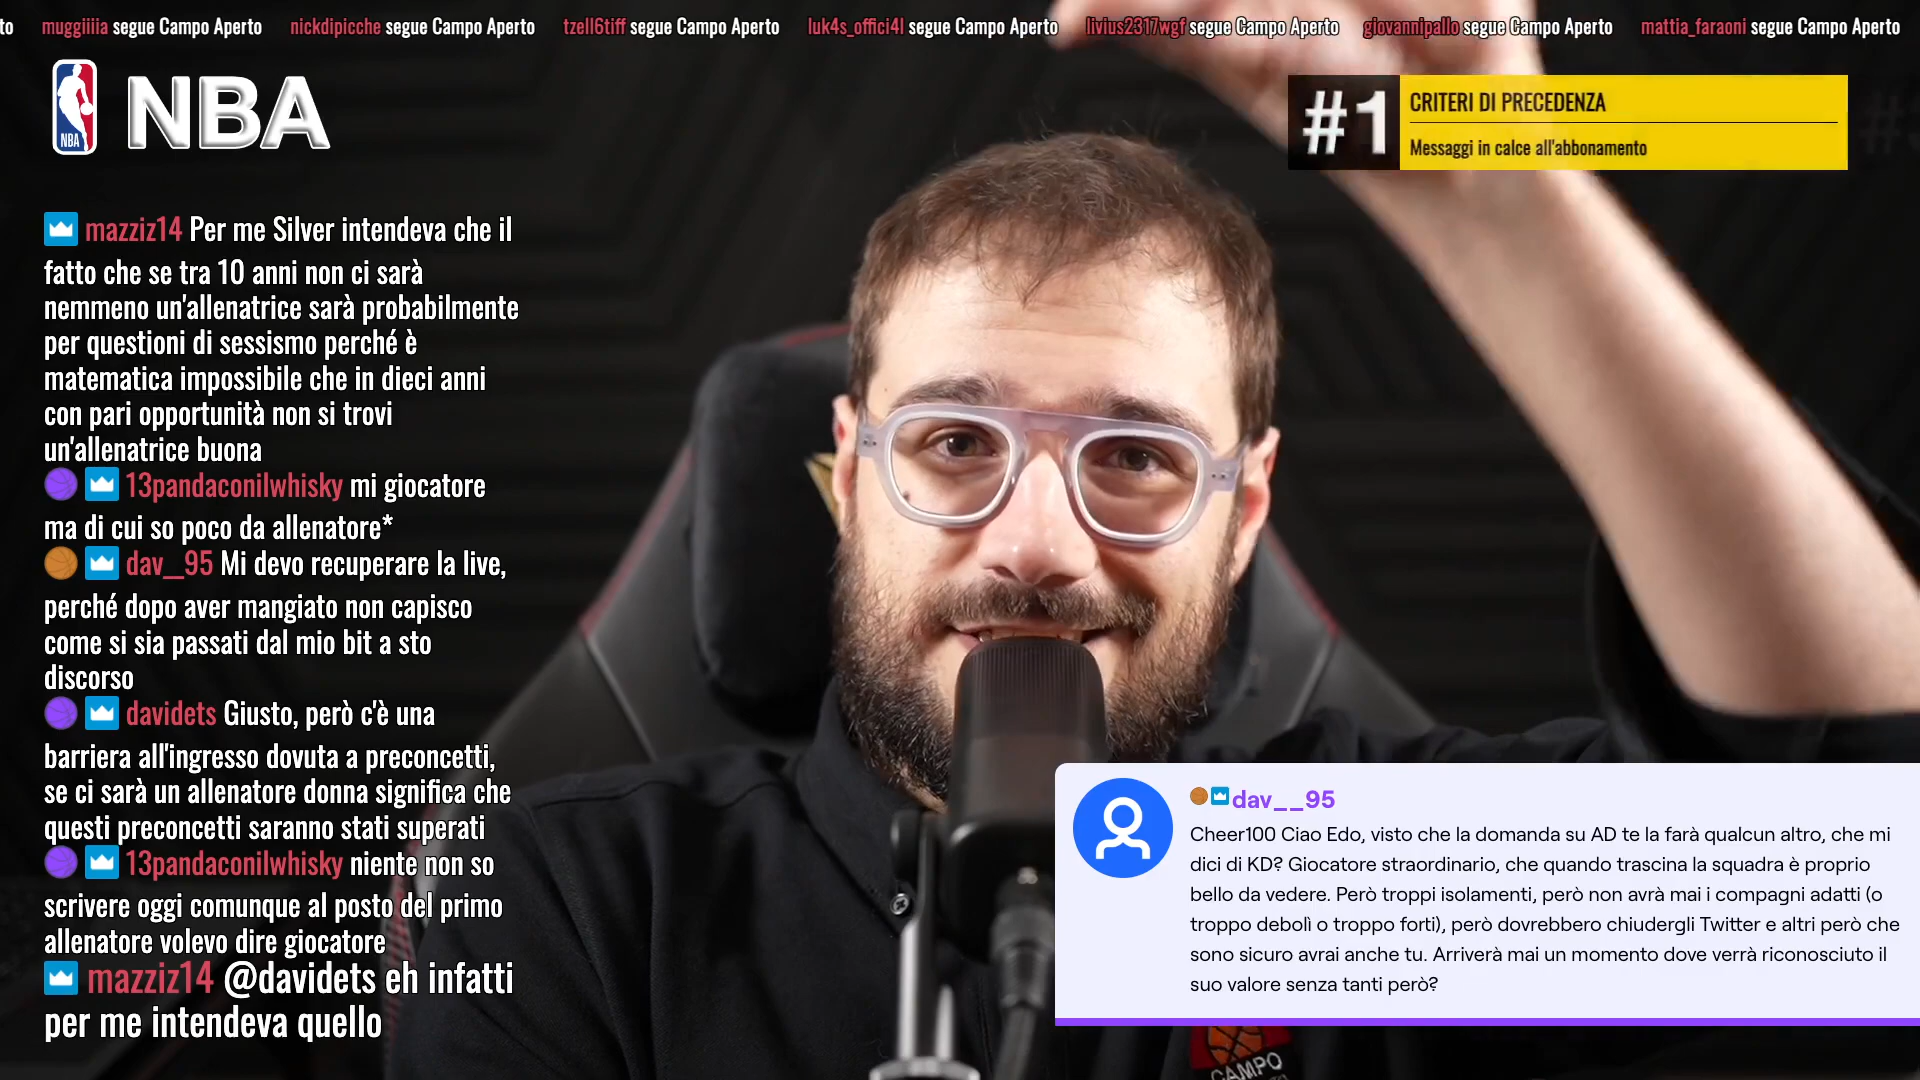 to muggiiiia segue Campo Aperto nickdipicche segue Campo Aperto tzell6tiff segue Campo Aperto luk4s_offici4l segue Campo Aperto livius2317wgf segue Campo Aperto giovannipallo segue Campo Aperto mattia_faraoni segue Campo Aperto
NBA
NBA
#1
CRITERI DI PRECEDENZA
Messaggi in calce all'abbonamento
mazziz14 Per me Silver intendeva che il
fatto che se tra 10 anni non ci sarà
nemmeno un'allenatrice sarà probabilmente
per questioni di sessismo perché è
matematica impossibile che in dieci anni
con pari opportunità non si trovi
un'allenatrice buona
13pandaconilwhisky mi giocatore
ma di cui so poco da allenatore*
dav__95 Mi devo recuperare la live,
perché dopo aver mangiato non capisco
come si sia passati dal mio bit a sto
discorso
davidets Giusto, però c'è una
barriera all'ingresso dovuta a preconcetti,
se ci sarà un allenatore donna significa che
questi preconcetti saranno stati superati
13pandaconilwhisky niente non so
scrivere oggi comunque al posto del primo
allenatore volevo dire giocatore
mazziz14 @davidets eh infatti
per me intendeva quello
dav__95
Cheer100 Ciao Edo, visto che la domanda su AD te la farà qualcun altro, che mi
dici di KD? Giocatore straordinario, che quando trascina la squadra è proprio
bello da vedere. Però troppi isolamenti, però non avrà mai i compagni adatti (o
troppo debolì o troppo forti), però dovrebbero chiudergli Twitter e altri però che
sono sicuro avrai anche tu. Arriverà mai un momento dove verrà riconosciuto il
suo valore senza tanti però?
CAMPO